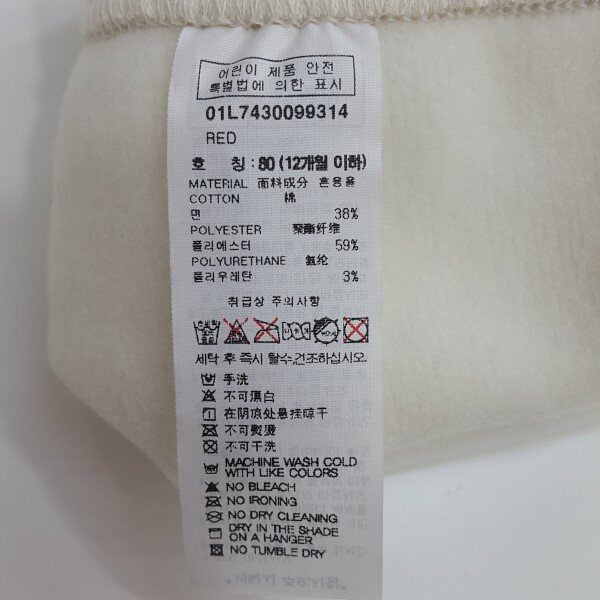 어린이 제품 안전
특별법에 의한 표시
01L7430099314
RED
호 칭 : 80 (12개월 이하)
MATERIAL 面料成分 혼용율
COTTON 棉
면 38%
POLYESTER 聚酯纤维
폴리에스터 59%
POLYURETHANE 氨纶
폴리우레탄 3%
취급상 주의사항
세탁 후 즉시 탈수,건조하십시오.
手洗
不可漂白
在阴凉处悬挂晾干
不可熨烫
不可干洗
MACHINE WASH COLD
WITH LIKE COLORS
NO BLEACH
NO IRONING
NO DRY CLEANING
DRY IN THE SHADE
ON A HANGER
NO TUMBLE DRY